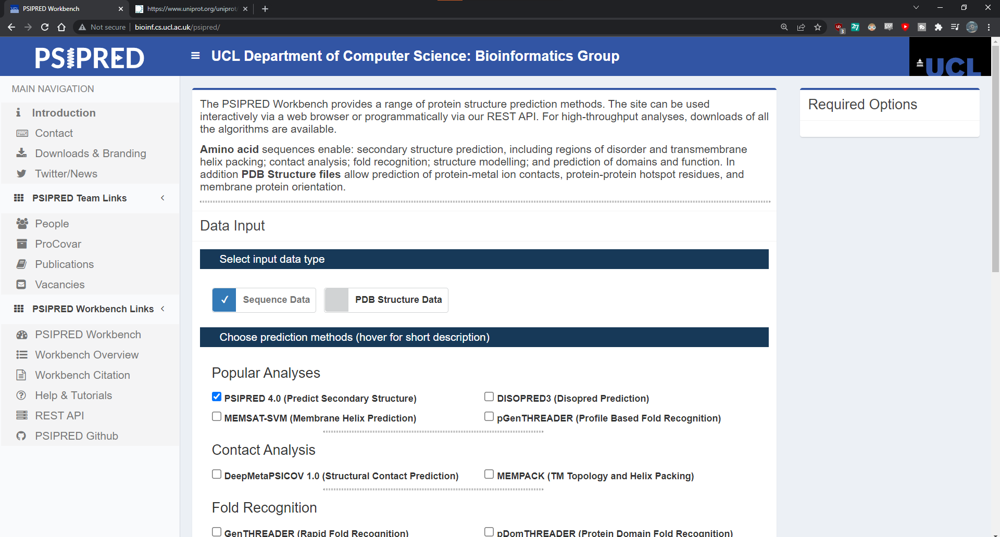 PSIPRED Workbench
https://www.uniprot.org/uniprot/
Not secure
bioinf.cs.ucl.ac.uk/psipred/
3
27
PSIPRED
UCL Department of Computer Science: Bioinformatics Group
UCL
MAIN NAVIGATION
Introduction
Contact
Downloads & Branding
Twitter/News
PSIPRED Team Links
People
ProCovar
Publications
Vacancies
PSIPRED Workbench Links
PSIPRED Workbench
Workbench Overview
Workbench Citation
Help & Tutorials
REST API
PSIPRED Github
The PSIPRED Workbench provides a range of protein structure prediction methods. The site can be used
interactively via a web browser or programmatically via our REST API. For high-throughput analyses, downloads of all
the algorithms are available.
Amino acid sequences enable: secondary structure prediction, including regions of disorder and transmembrane
helix packing; contact analysis; fold recognition; structure modelling; and prediction of domains and function. In
addition PDB Structure files allow prediction of protein-metal ion contacts, protein-protein hotspot residues, and
membrane protein orientation.
Data Input
Select input data type
Sequence Data
PDB Structure Data
Choose prediction methods (hover for short description)
Popular Analyses
PSIPRED 4.0 (Predict Secondary Structure)
DISOPRED3 (Disopred Prediction)
MEMSAT-SVM (Membrane Helix Prediction)
pGenTHREADER (Profile Based Fold Recognition)
Contact Analysis
DeepMetaPSICOV 1.0 (Structural Contact Prediction)
MEMPACK (TM Topology and Helix Packing)
Fold Recognition
GenTHREADER (Rapid Fold Recognition)
pDomTHREADER (Protein Domain Fold Recognition)
Required Options